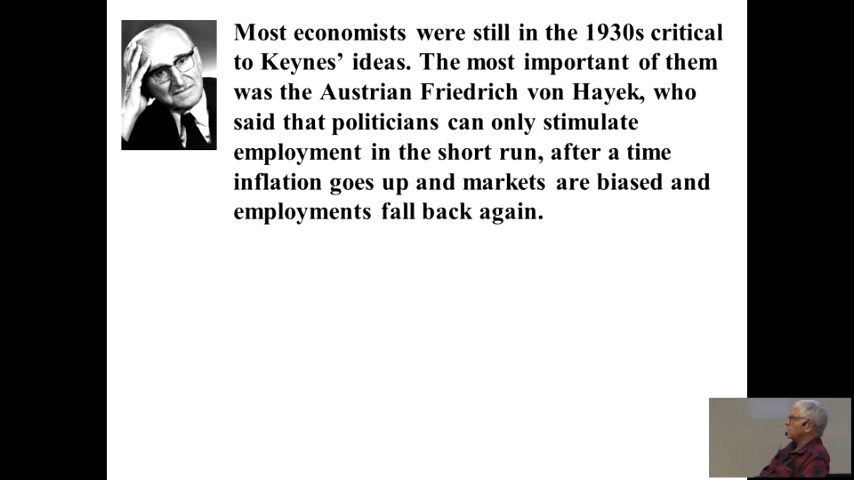 Most economists were still in the 1930s critical
to Keynes’ ideas. The most important of them
was the Austrian Friedrich von Hayek, who
said that politicians can only stimulate
employment in the short run, after a time
inflation goes up and markets are biased and
employments fall back again.